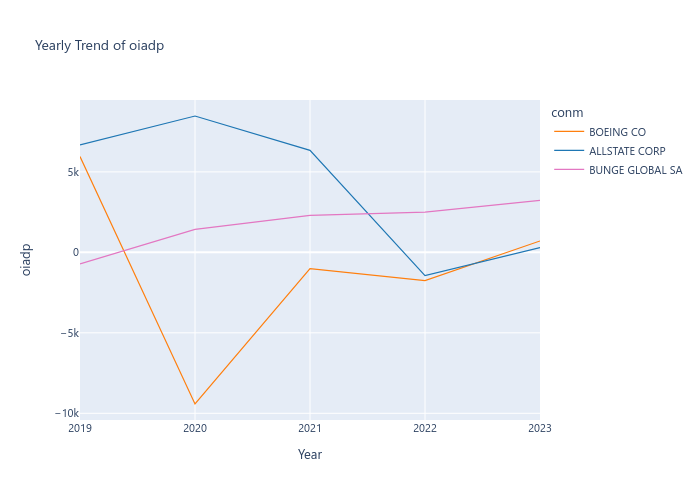 Yearly Trend of oiadp
conm
BOEING CO
ALLSTATE CORP
BUNGE GLOBAL SA
5k
0
−5k
−10k
oiadp
2019 2020 2021 2022 2023
Year